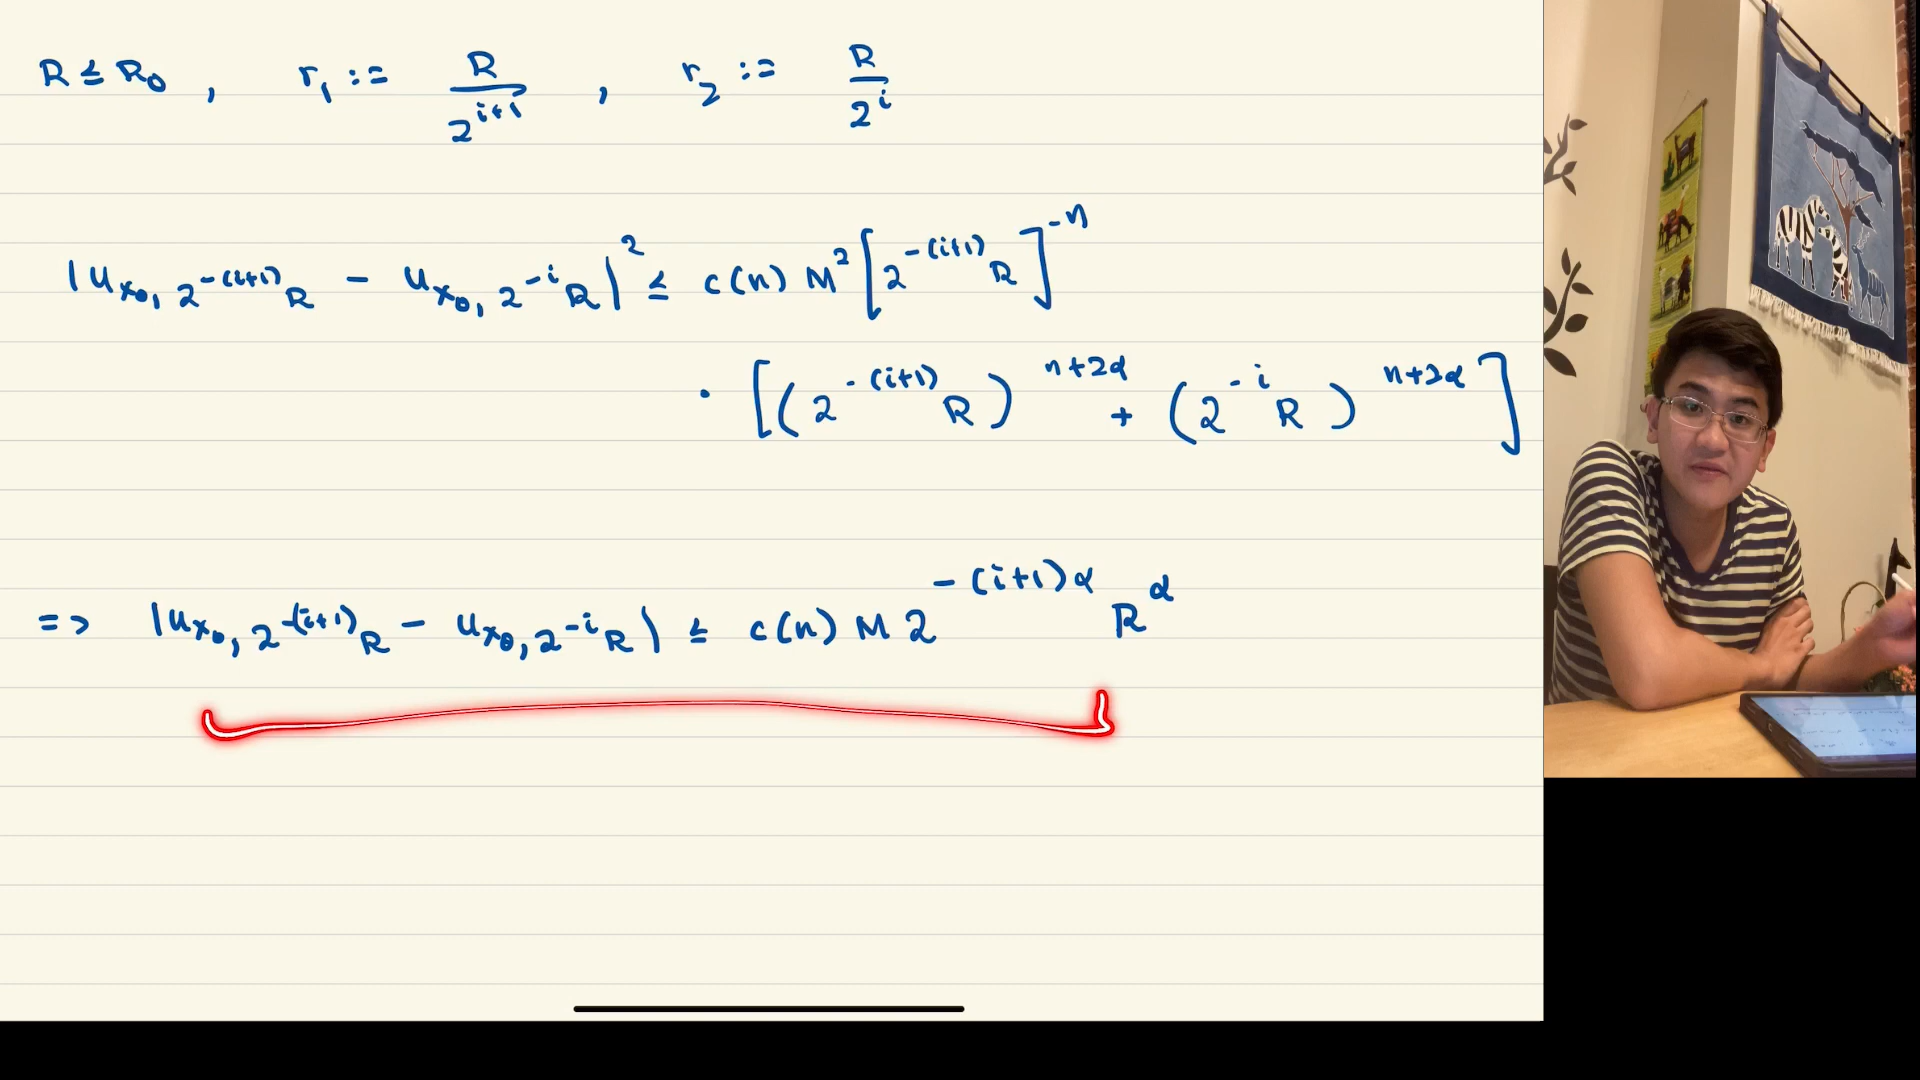 R ≤ R₀ , r₁ := R/2^{i+1} , r₂ := R/2^i
|u_{x₀, 2^{-(i+1)}R} - u_{x₀, 2^{-i}R}|² ≤ c(n) M² [2^{-(i+1)} R]^{-n}
· [(2^{-(i+1)} R)^{n+2α} + (2^{-i} R)^{n+2α}]
=> |u_{x₀, 2^{-(i+1)}R} - u_{x₀, 2^{-i}R}| ≤ c(n) M 2^{-(i+1)α} R^α